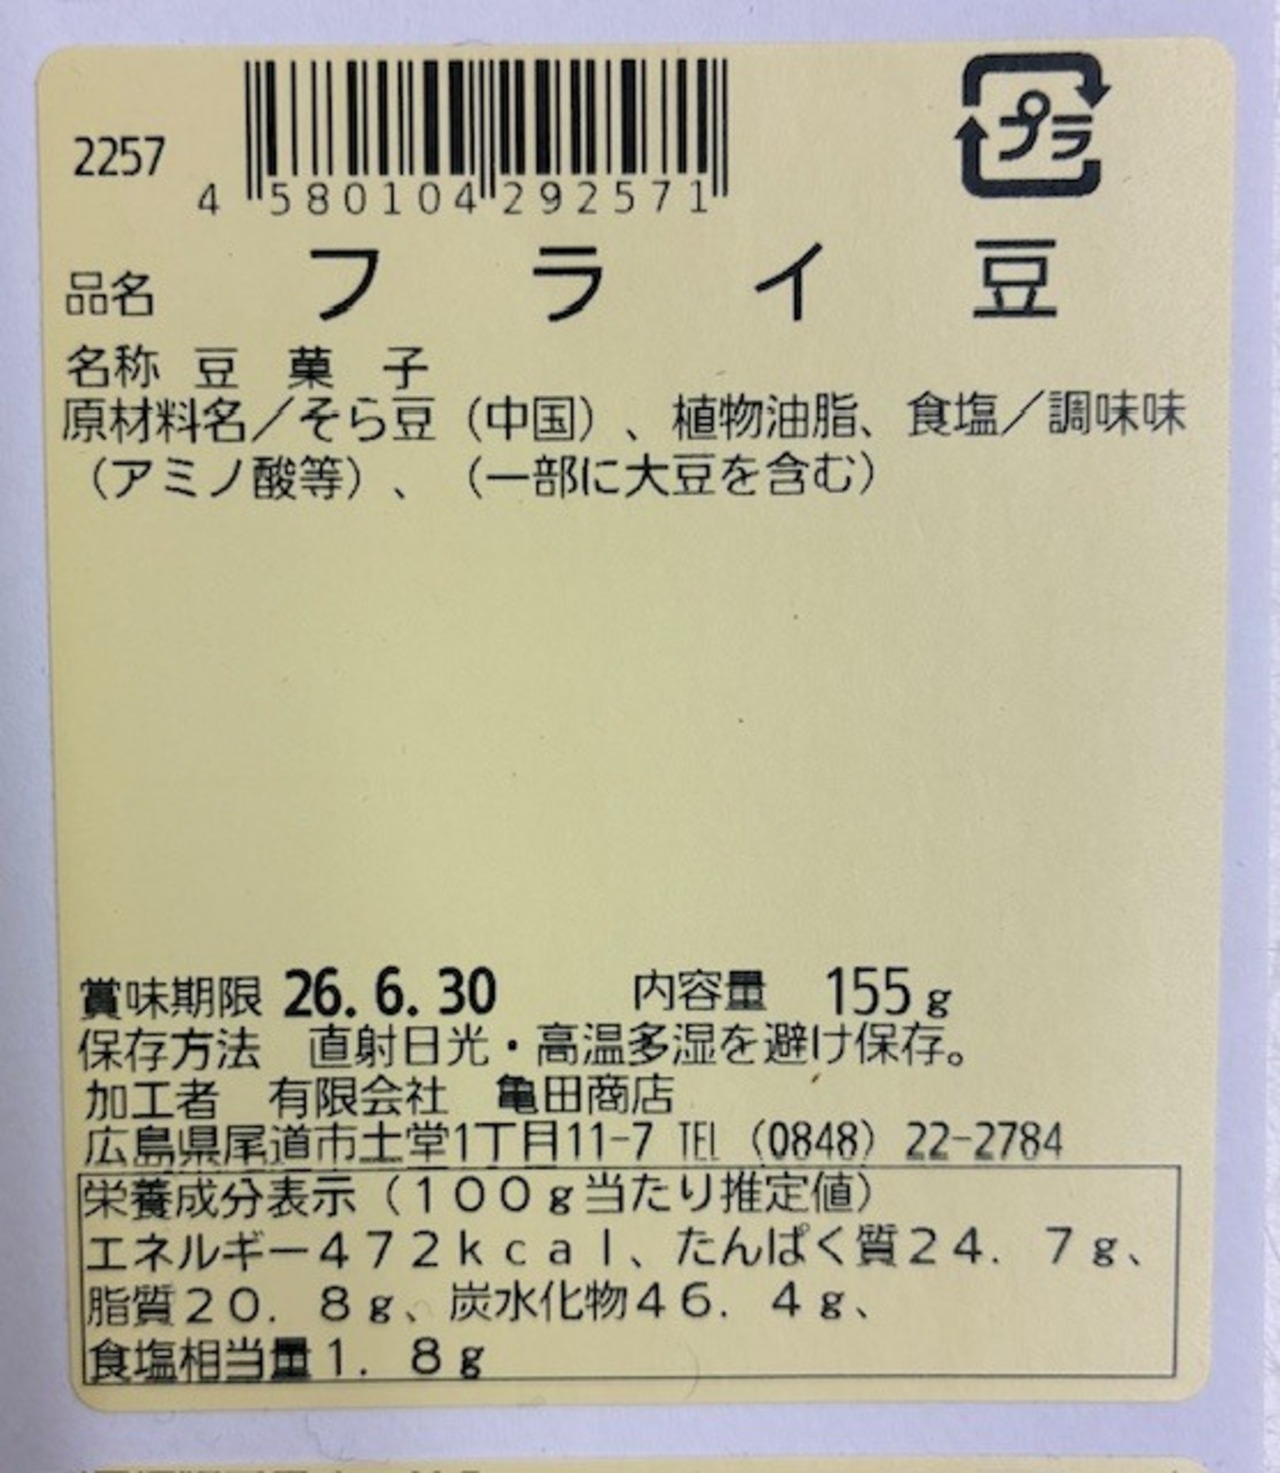 2257
4 580104 292571
プラ
品名 フライ豆
名称 豆菓子
原材料名／そら豆（中国）、植物油脂、食塩／調味味
（アミノ酸等）、（一部に大豆を含む）
賞味期限 26.6.30 内容量 155g
保存方法 直射日光・高温多湿を避け保存。
加工者 有限会社 亀田商店
広島県尾道市土堂1丁目11-7 TEL（0848）22-2784
栄養成分表示（１００ｇ当たり推定値）
エネルギー４７２ｋｃａｌ、たんぱく質２４．７ｇ、
脂質２０．８ｇ、炭水化物４６．４ｇ、
食塩相当量１．８ｇ